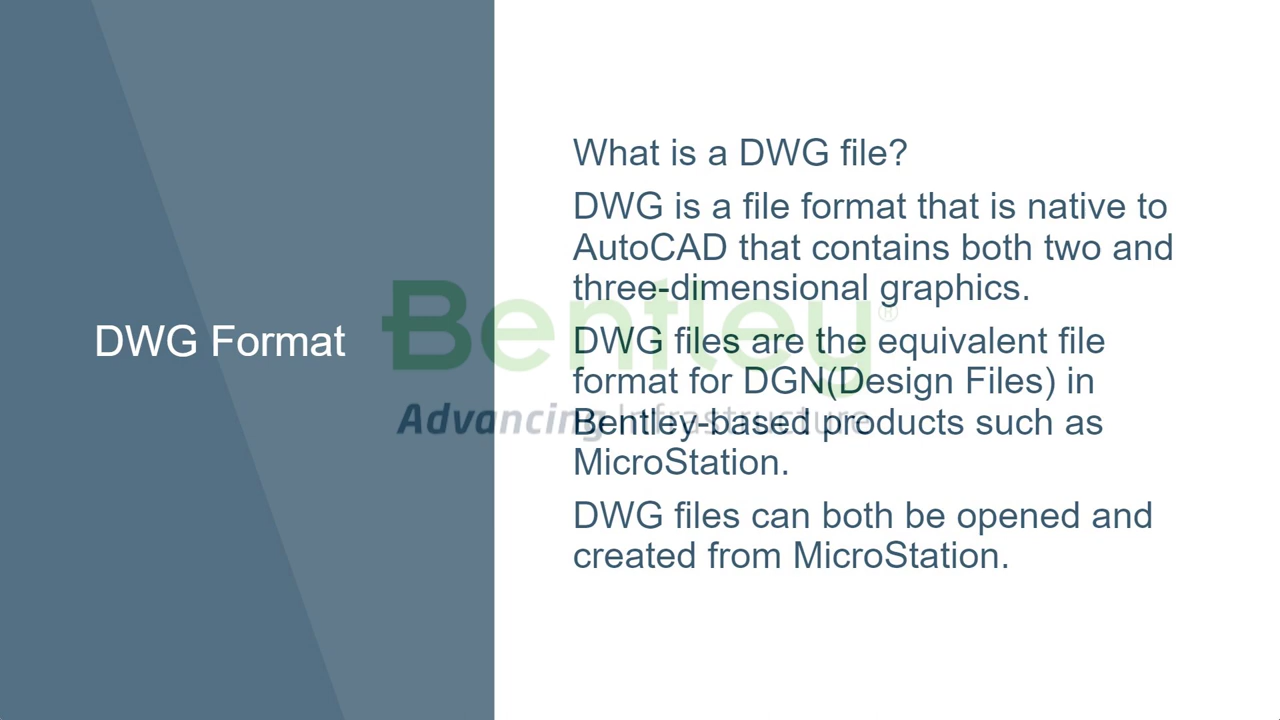 DWG Format
What is a DWG file?
DWG is a file format that is native to
AutoCAD that contains both two and
three-dimensional graphics.
DWG files are the equivalent file
format for DGN(Design Files) in
Bentley-based products such as
MicroStation.
DWG files can both be opened and
created from MicroStation.
Bentley®
Advancing Infrastructure